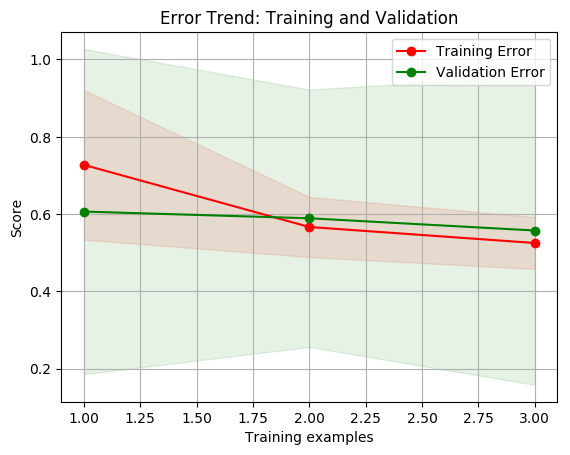 Error Trend: Training and Validation
Training Error
Validation Error
Score
1.0
0.8
0.6
0.4
0.2
1.00 1.25 1.50 1.75 2.00 2.25 2.50 2.75 3.00
Training examples